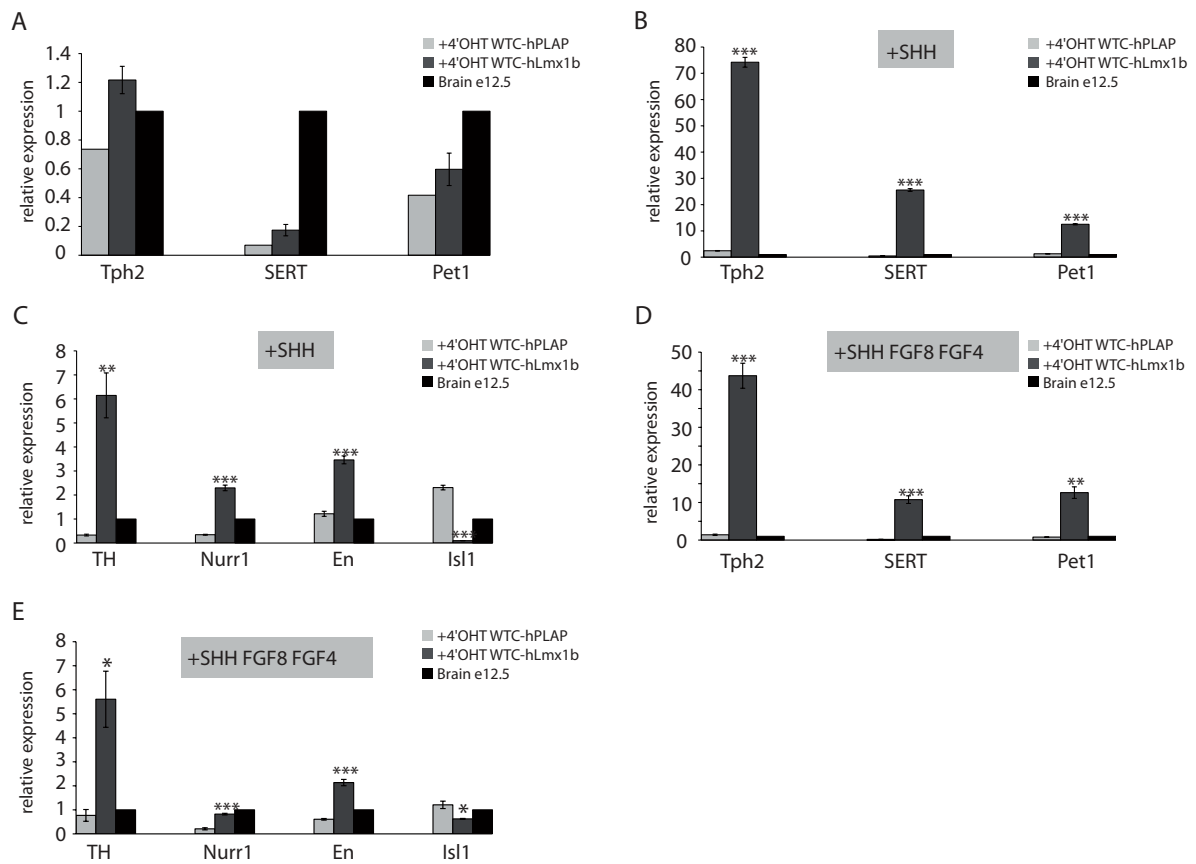 A
+4'OHT WTC-hPLAP
+4'OHT WTC-hLmx1b
Brain e12.5
relative expression
1.4
1.2
1
0.8
0.6
0.4
0.2
0
Tph2 SERT Pet1
B
+SHH
+4'OHT WTC-hPLAP
+4'OHT WTC-hLmx1b
Brain e12.5
relative expression
80
70
60
50
40
30
20
10
0
***
***
***
Tph2 SERT Pet1
C
+SHH
+4'OHT WTC-hPLAP
+4'OHT WTC-hLmx1b
Brain e12.5
relative expression
8
7
6
5
4
3
2
1
0
**
***
***
***
TH Nurr1 En Isl1
D
+SHH FGF8 FGF4
+4'OHT WTC-hPLAP
+4'OHT WTC-hLmx1b
Brain e12.5
relative expression
50
40
30
20
10
0
***
***
**
Tph2 SERT Pet1
E
+SHH FGF8 FGF4
+4'OHT WTC-hPLAP
+4'OHT WTC-hLmx1b
Brain e12.5
relative expression
8
7
6
5
4
3
2
1
0
*
***
***
*
TH Nurr1 En Isl1